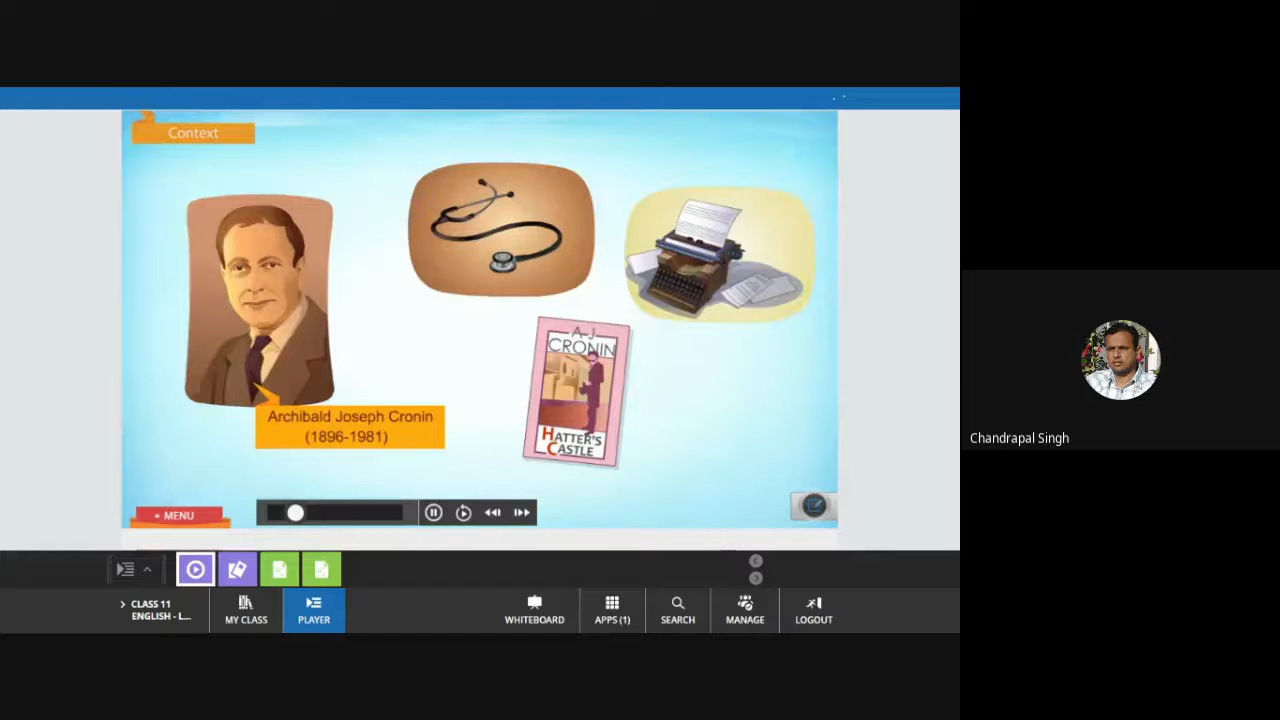 Context
Archibald Joseph Cronin
(1896-1981)
A-J
CRONIN
HATTER'S
CASTLE
• MENU
CLASS 11
ENGLISH - L...
MY CLASS
PLAYER
WHITEBOARD
APPS (1)
SEARCH
MANAGE
LOGOUT
Chandrapal Singh